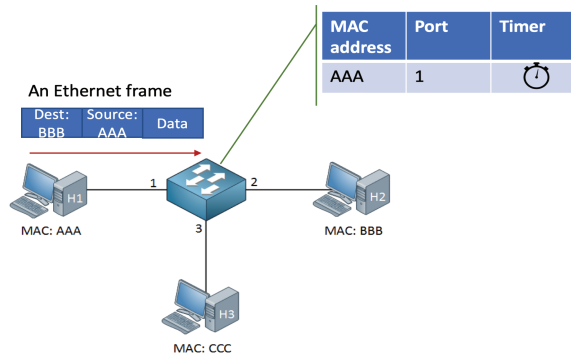 MAC address Port Timer
AAA 1
An Ethernet frame
Dest: BBB Source: AAA Data
1 2
H1 H2
MAC: AAA MAC: BBB
3
H3
MAC: CCC